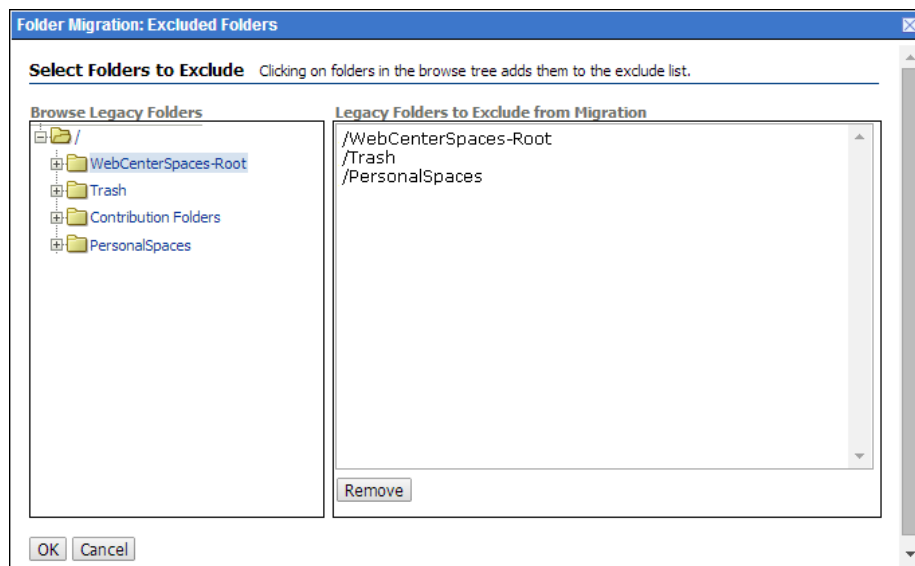 Folder Migration: Excluded Folders
Select Folders to Exclude Clicking on folders in the browse tree adds them to the exclude list.
Browse Legacy Folders
/
WebCenterSpaces-Root
Trash
Contribution Folders
PersonalSpaces
Legacy Folders to Exclude from Migration
/WebCenterSpaces-Root
/Trash
/PersonalSpaces
Remove
OK Cancel